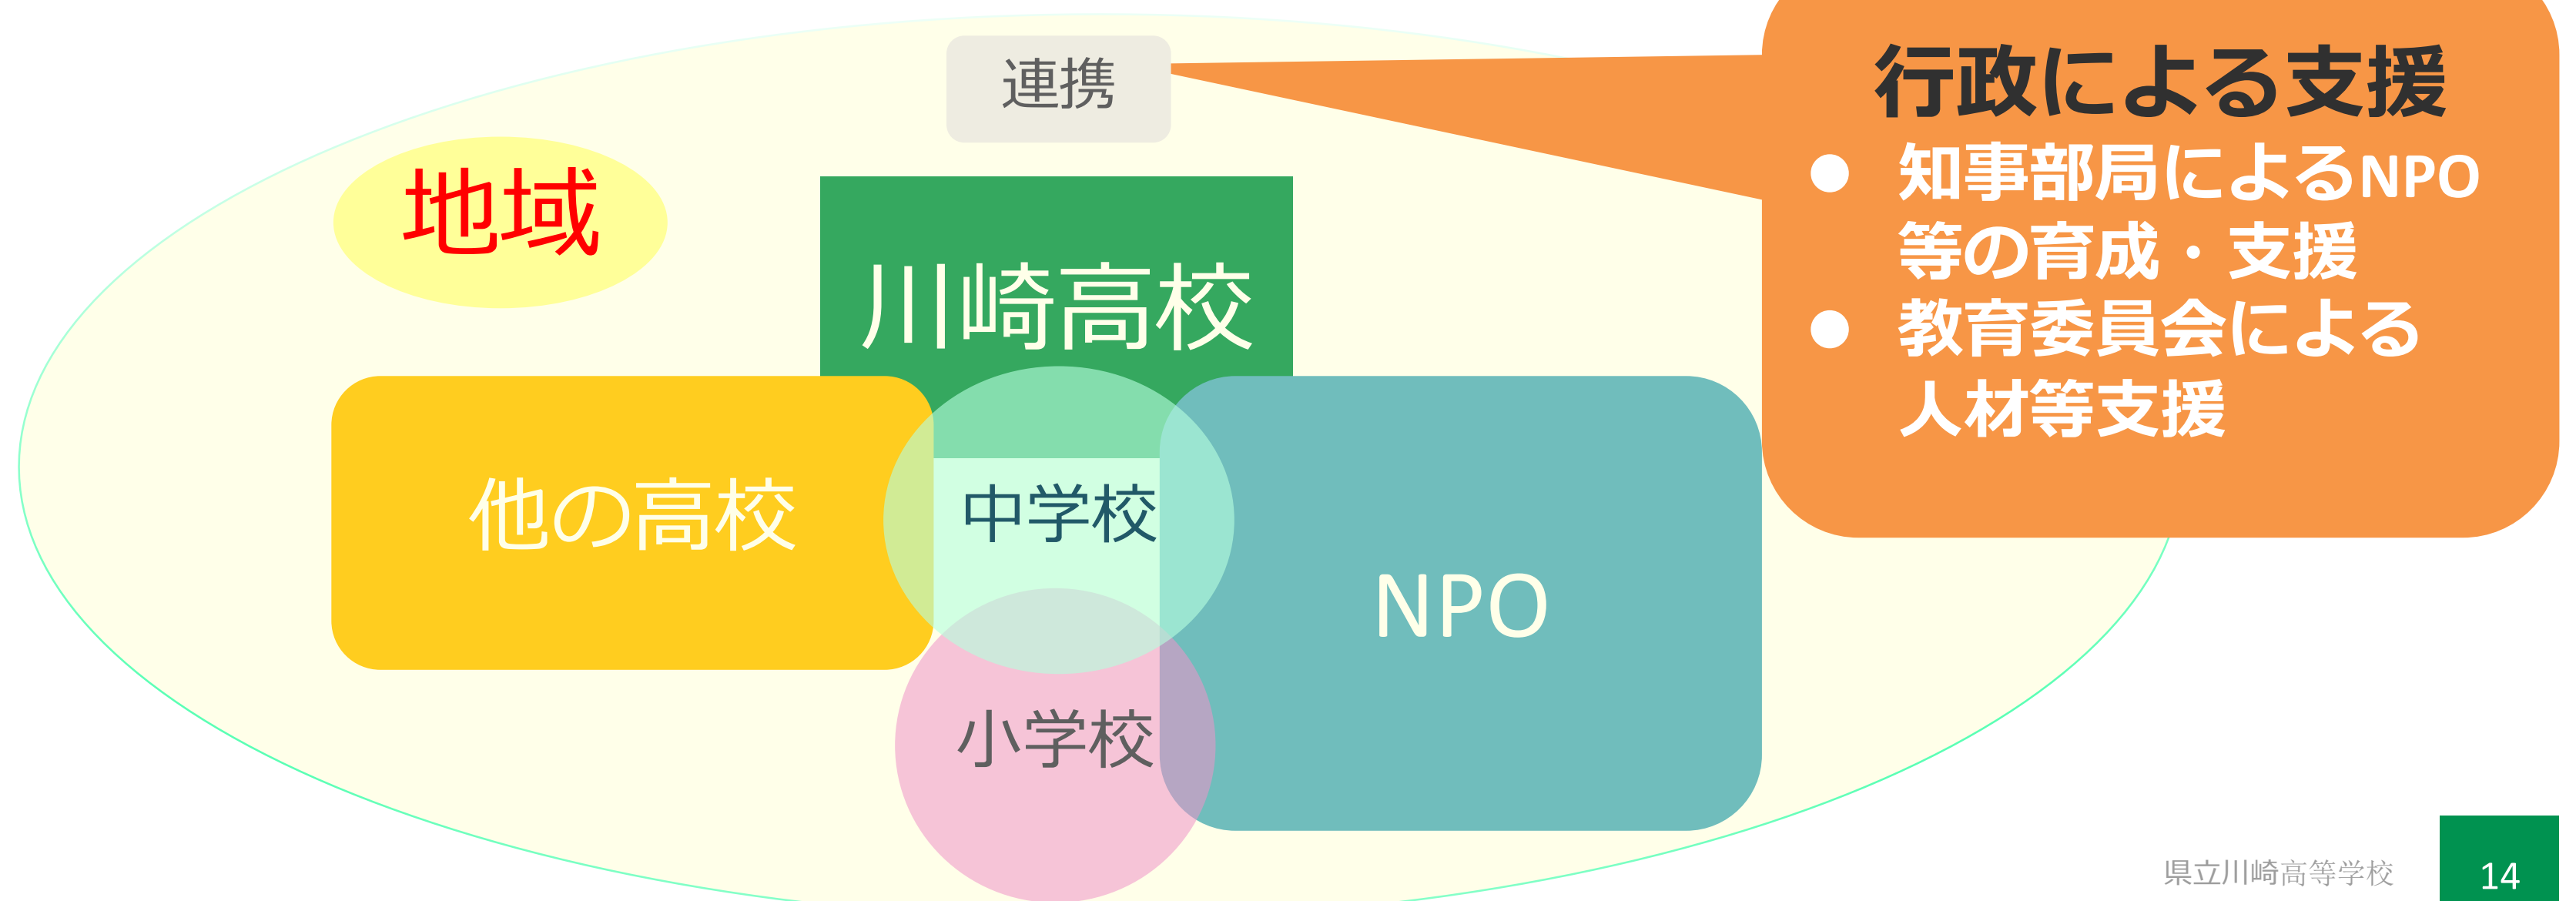 連携
行政による支援
● 知事部局によるNPO
等の育成・支援
● 教育委員会による
人材等支援
地域
川崎高校
他の高校
中学校
NPO
小学校
県立川崎高等学校
14